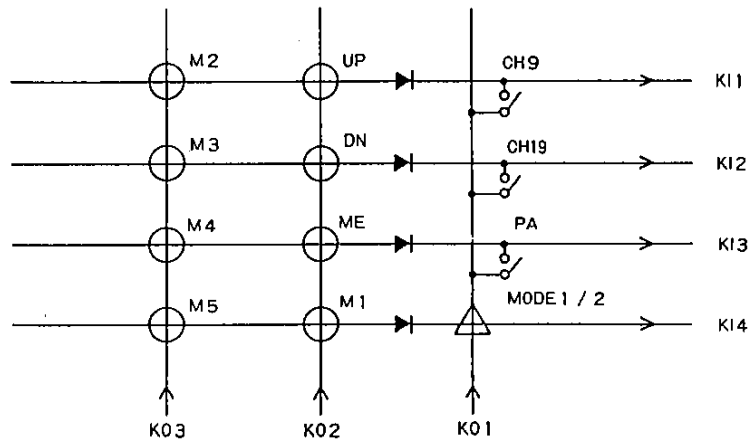 M2 UP CH9 KI1
M3 DN CH19 KI2
M4 ME PA KI3
M5 M1 MODE1/2 KI4
KO3 KO2 KO1